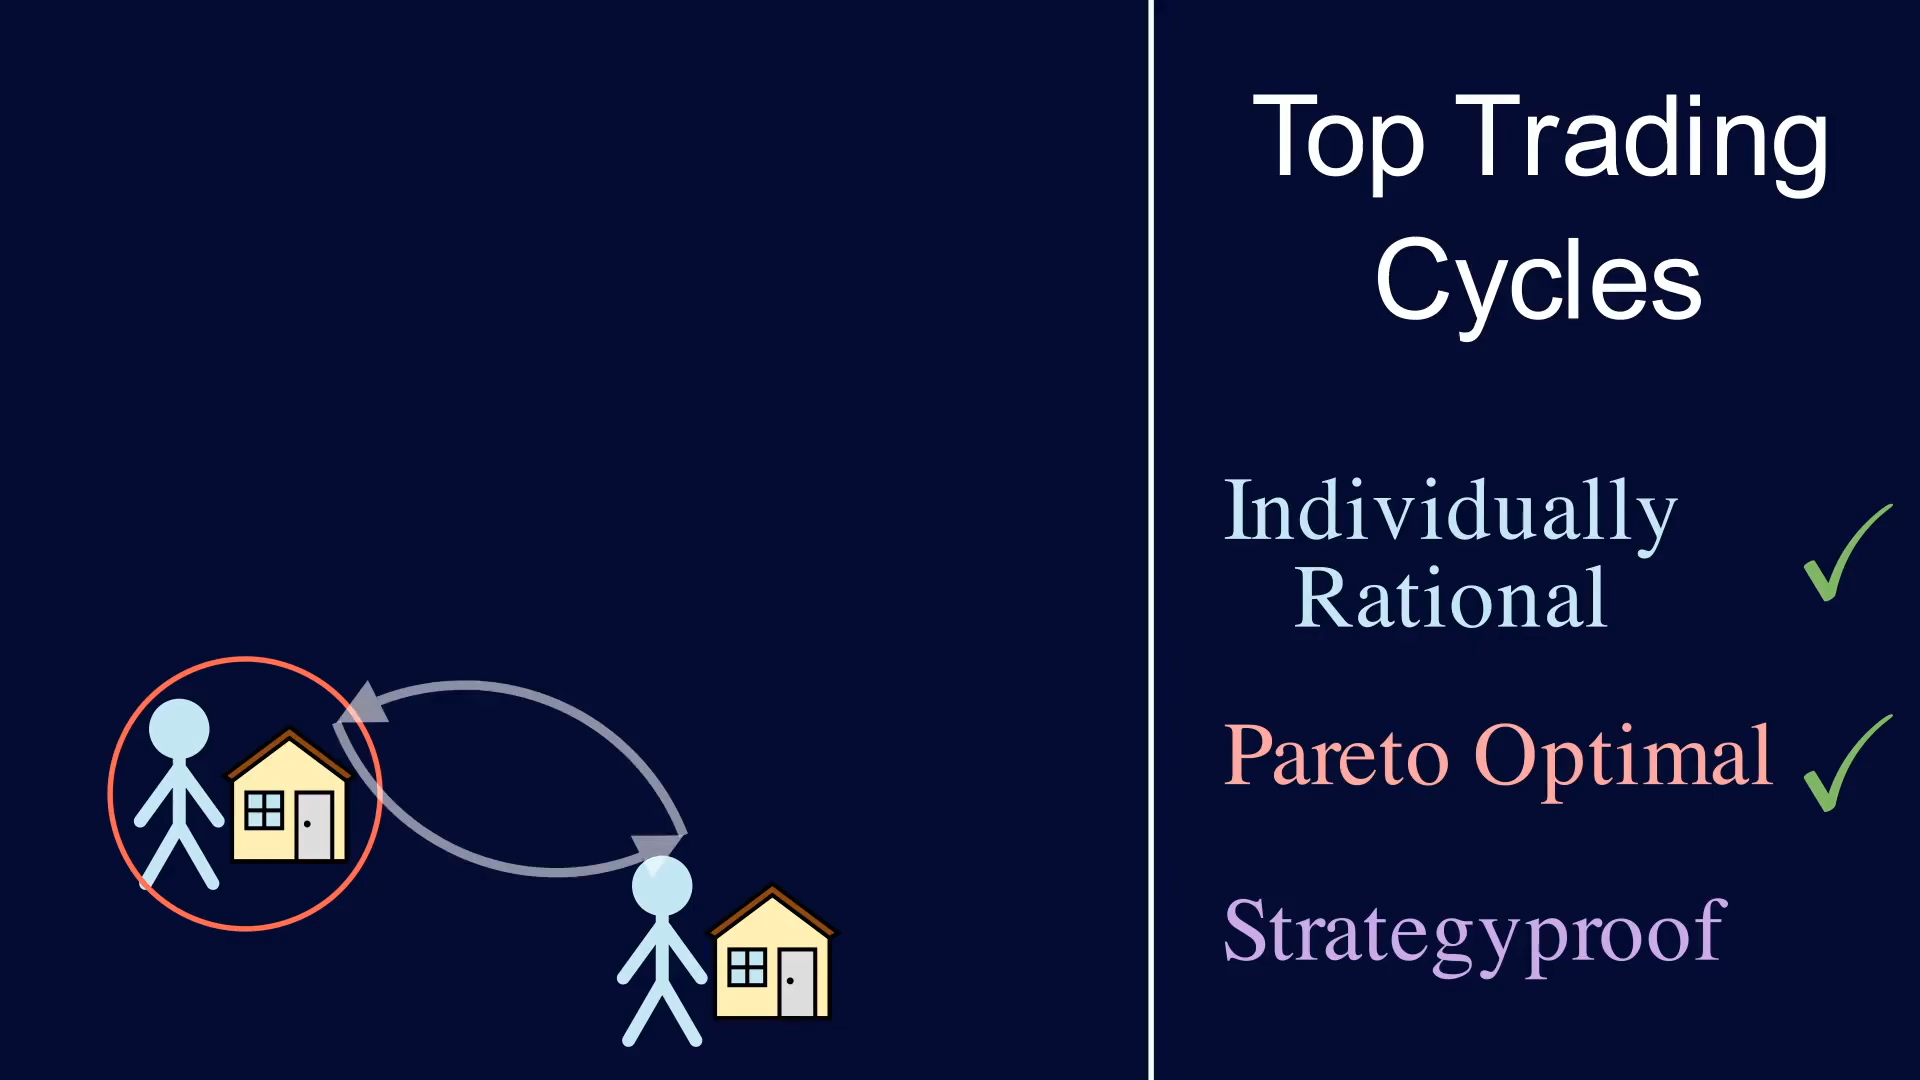 Top Trading
Cycles
Individually
Rational
Pareto Optimal
Strategyproof